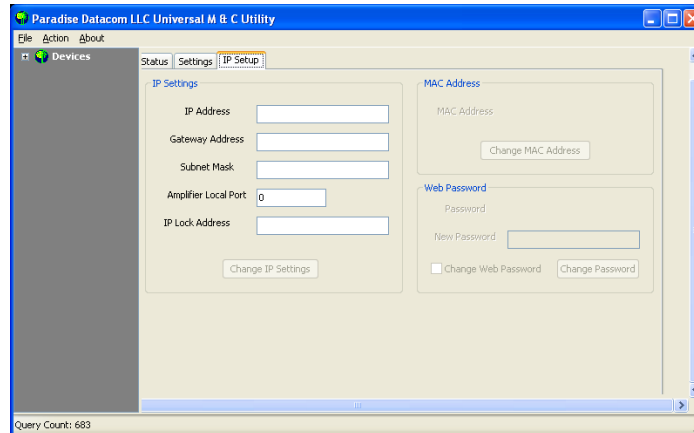 Paradise Datacom LLC Universal M & C Utility
File Action About
Devices
Status Settings IP Setup
IP Settings
IP Address
Gateway Address
Subnet Mask
Amplifier Local Port 0
IP Lock Address
Change IP Settings
MAC Address
MAC Address
Change MAC Address
Web Password
Password
New Password
Change Web Password Change Password
Query Count: 683